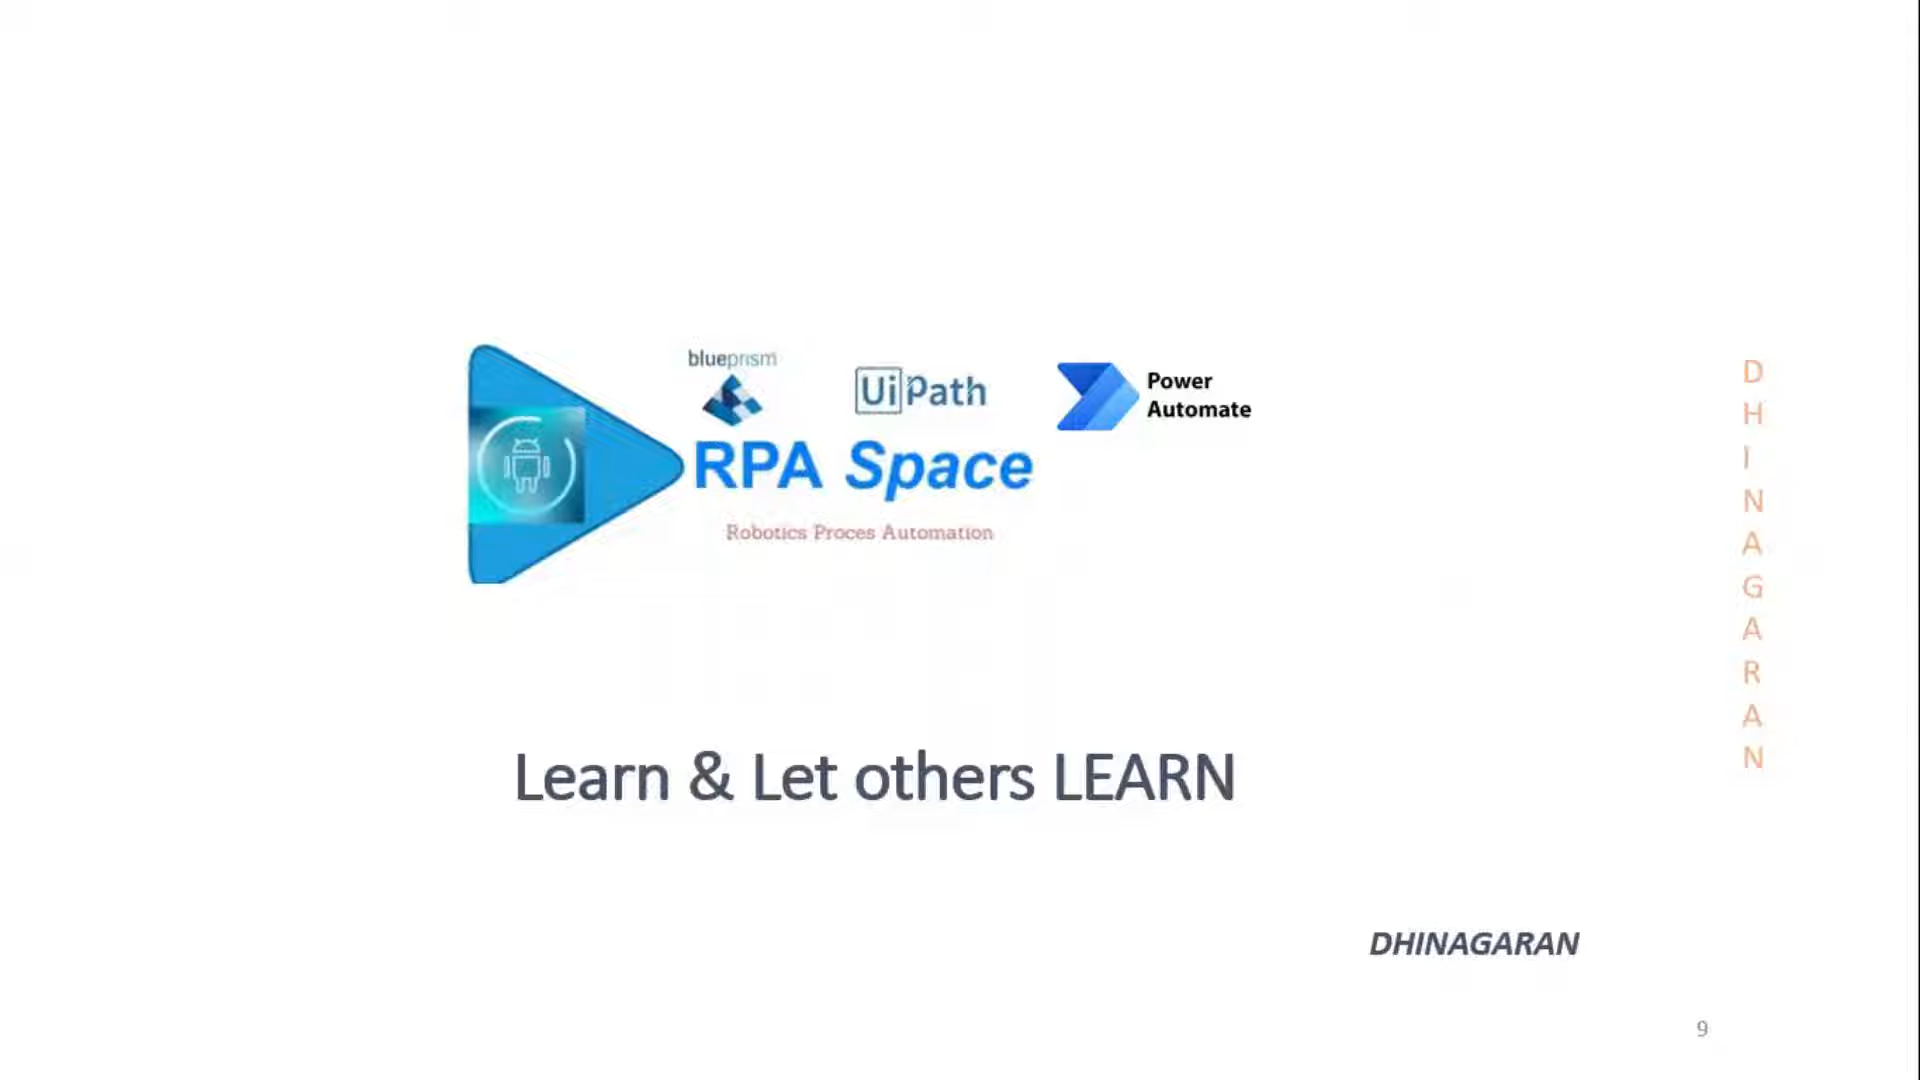 blueprism
UiPath
Power
Automate
RPA Space
Robotics Proces Automation
Learn & Let others LEARN
D
H
I
N
A
G
A
R
A
N
DHINAGARAN
9